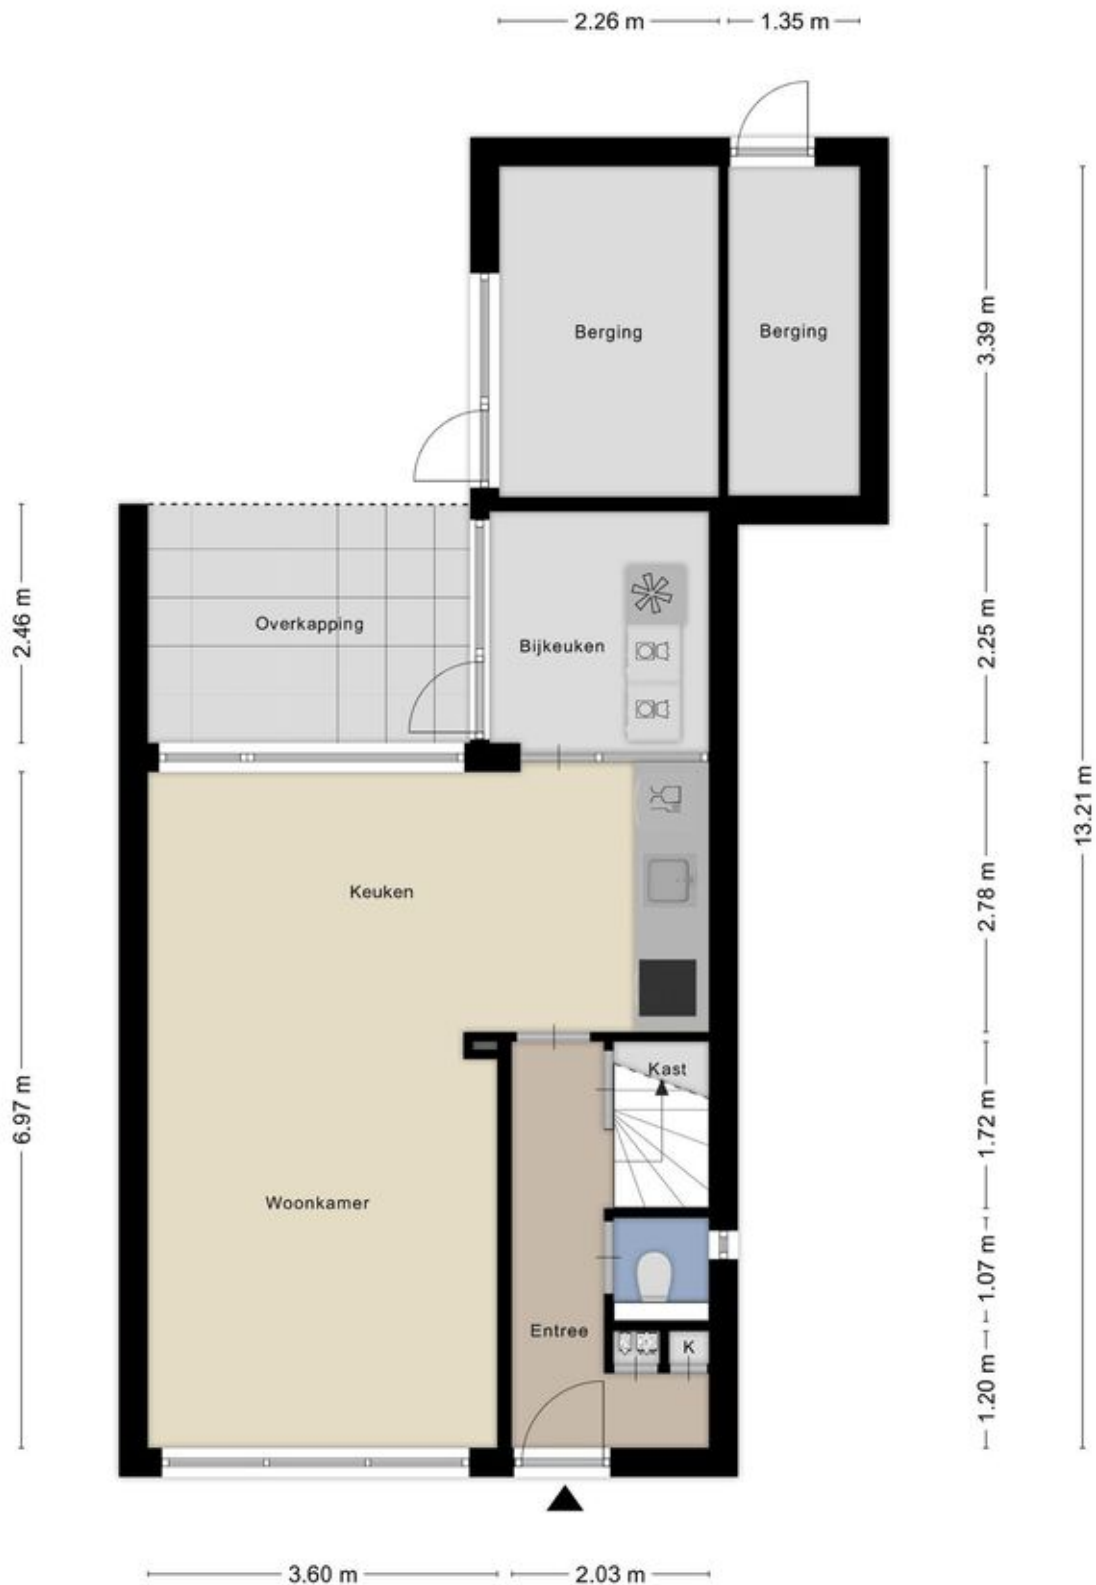 2.26 m
1.35 m
Berging
Berging
3.39 m
2.46 m
Overkapping
Bijkeuken
2.25 m
13.21 m
Keuken
2.78 m
6.97 m
Kast
1.72 m
Woonkamer
1.07 m
Entree
K
1.20 m
3.60 m
2.03 m